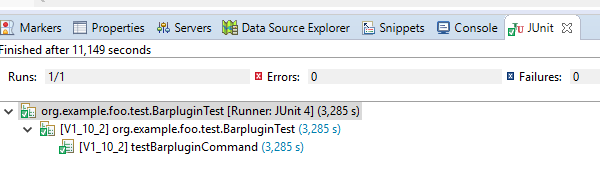 Markers Properties Servers Data Source Explorer Snippets Console JUnit
Finished after 11,149 seconds
Runs: 1/1 Errors: 0 Failures: 0
org.example.foo.test.BarpluginTest [Runner: JUnit 4] (3,285 s)
[V1_10_2] org.example.foo.test.BarpluginTest (3,285 s)
[V1_10_2] testBarpluginCommand (3,285 s)